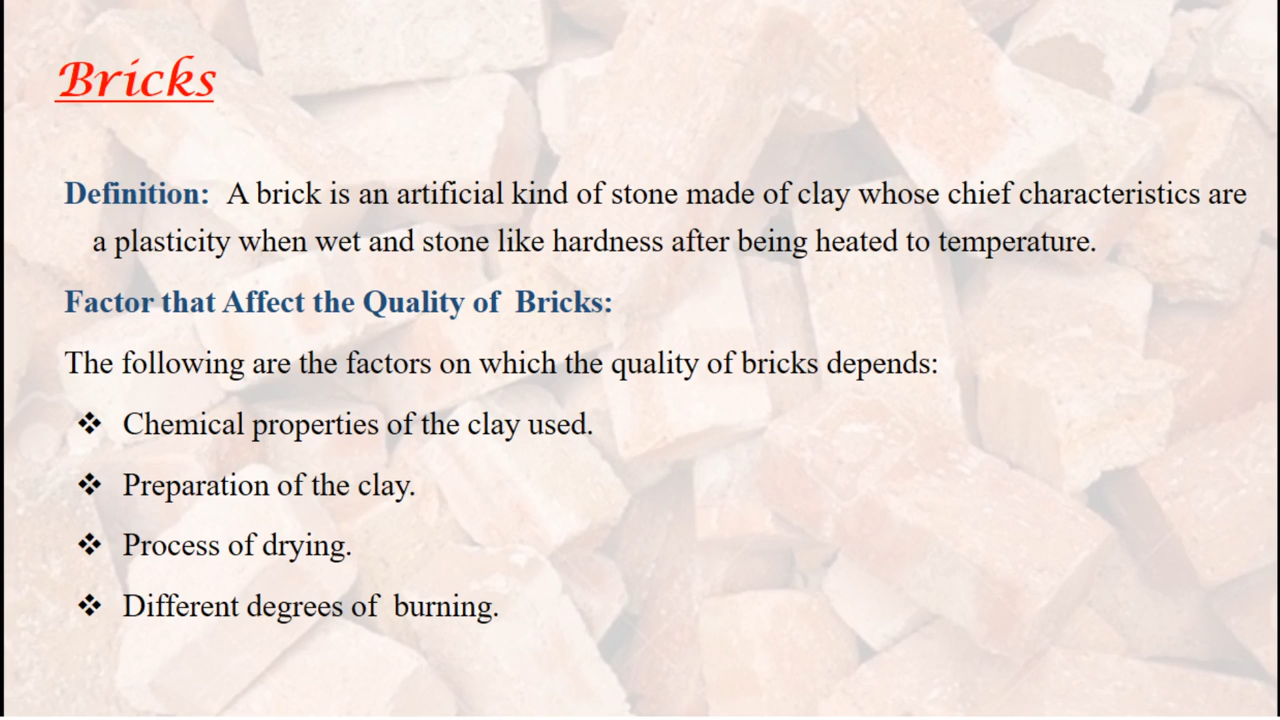 Bricks
Definition: A brick is an artificial kind of stone made of clay whose chief characteristics are
a plasticity when wet and stone like hardness after being heated to temperature.
Factor that Affect the Quality of Bricks:
The following are the factors on which the quality of bricks depends:
❖ Chemical properties of the clay used.
❖ Preparation of the clay.
❖ Process of drying.
❖ Different degrees of burning.